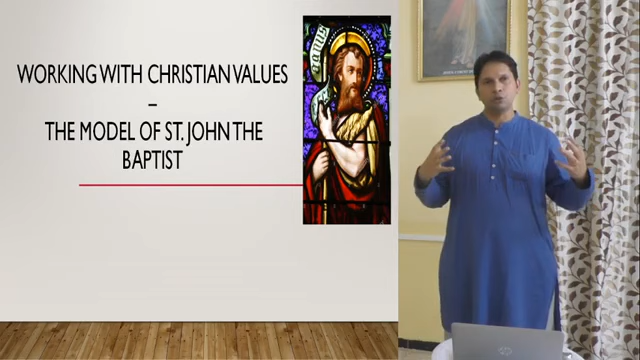 WORKING WITH CHRISTIAN VALUES
–
THE MODEL OF ST. JOHN THE
BAPTIST